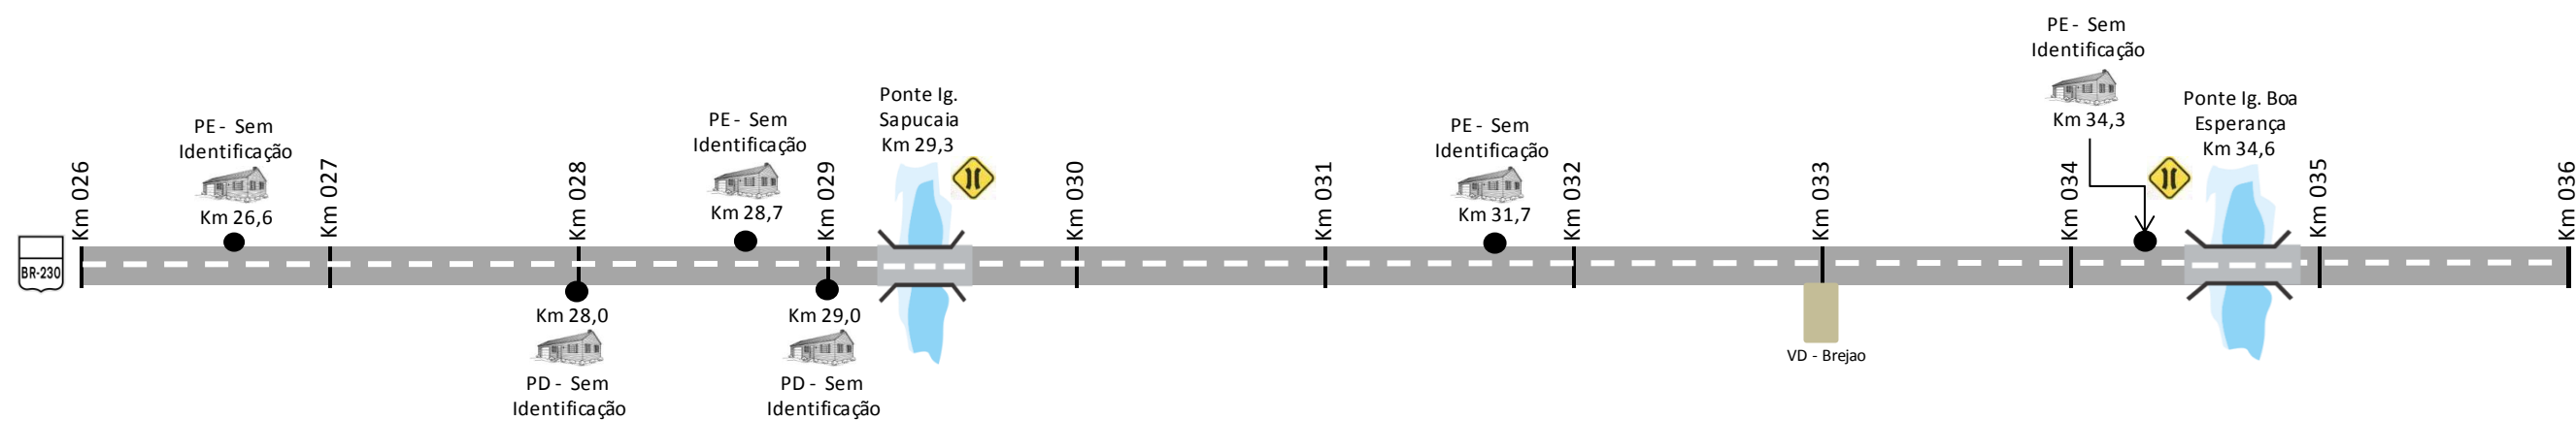 BR-230
Km 026
PE - Sem
Identificação
Km 26,6
Km 027
Km 028
Km 28,0
PD - Sem
Identificação
PE - Sem
Identificação
Km 28,7
Km 029
Km 29,0
PD - Sem
Identificação
Ponte Ig.
Sapucaia
Km 29,3
Km 030
Km 031
PE - Sem
Identificação
Km 31,7
Km 032
Km 033
VD - Brejao
Km 034
PE - Sem
Identificação
Km 34,3
Ponte Ig. Boa
Esperança
Km 34,6
Km 035
Km 036